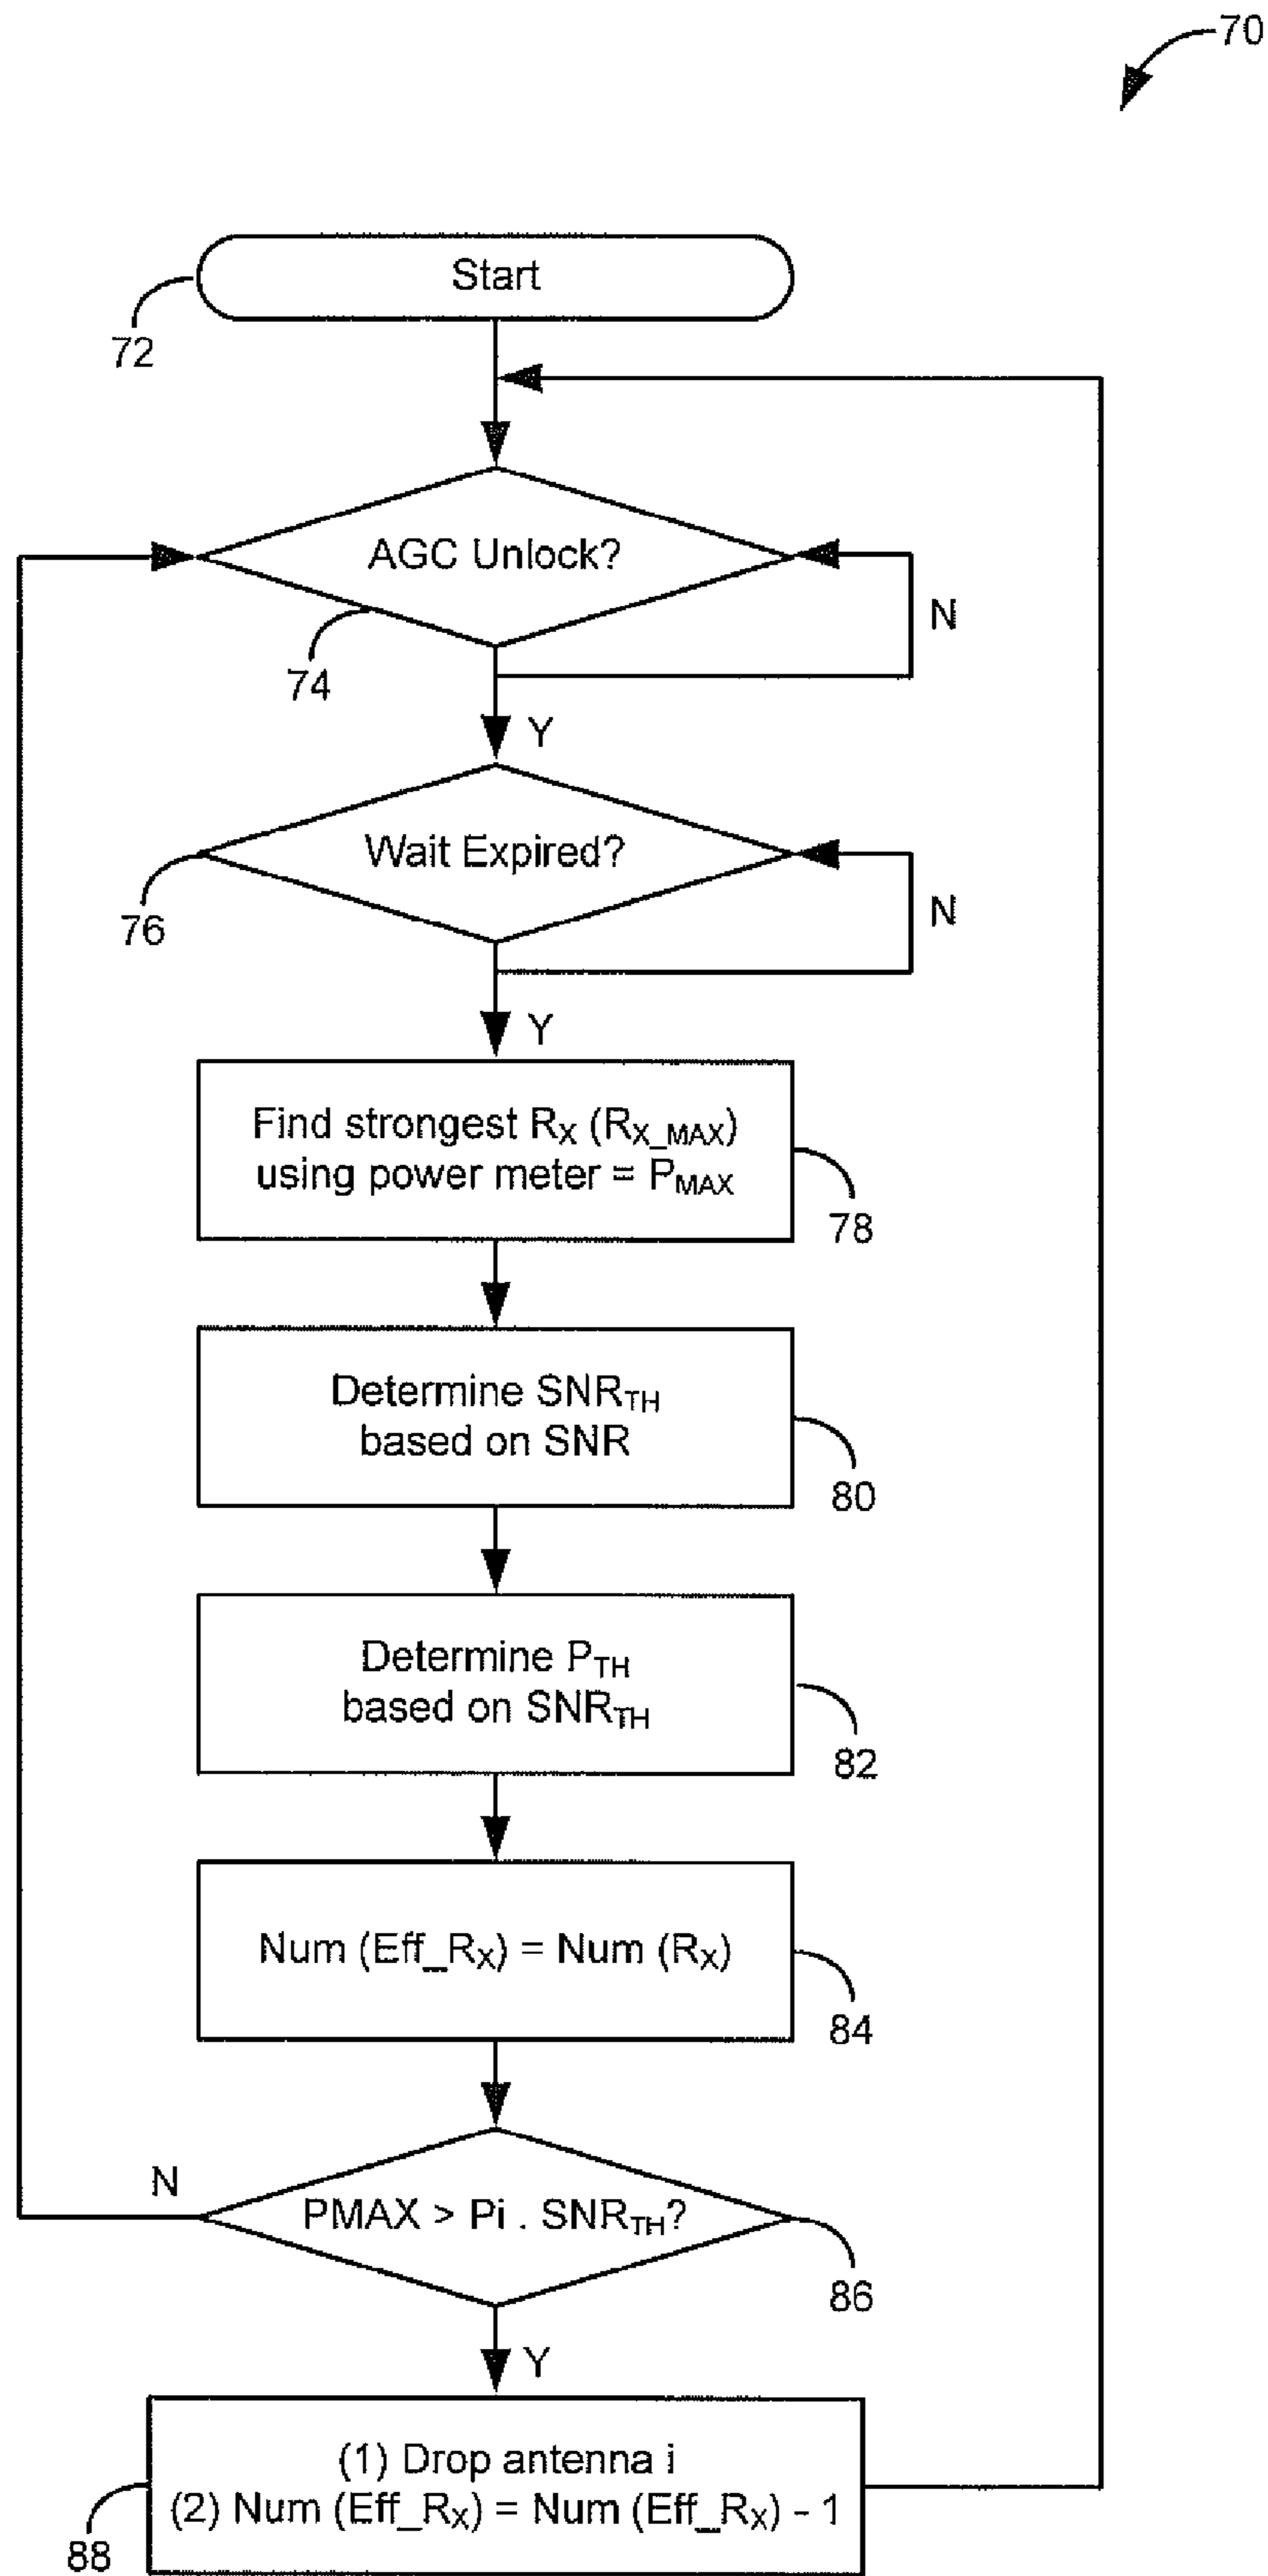 70
Start
72
AGC Unlock?
N
74
Y
Wait Expired?
76
N
Y
Find strongest RX (RX_MAX)
using power meter = PMAX
78
Determine SNRTH
based on SNR
80
Determine PTH
based on SNRTH
82
Num (Eff_RX) = Num (RX)
84
N
PMAX > Pi . SNRTH?
86
Y
(1) Drop antenna i
(2) Num (Eff_RX) = Num (Eff_RX) - 1
88